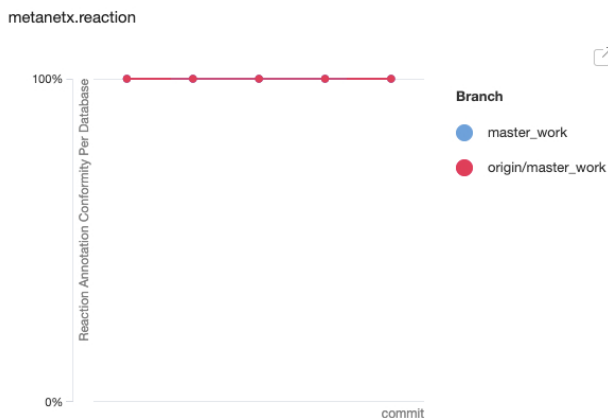 metanetx.reaction
100%
Reaction Annotation Conformity Per Database
0%
commit
Branch
master_work
origin/master_work